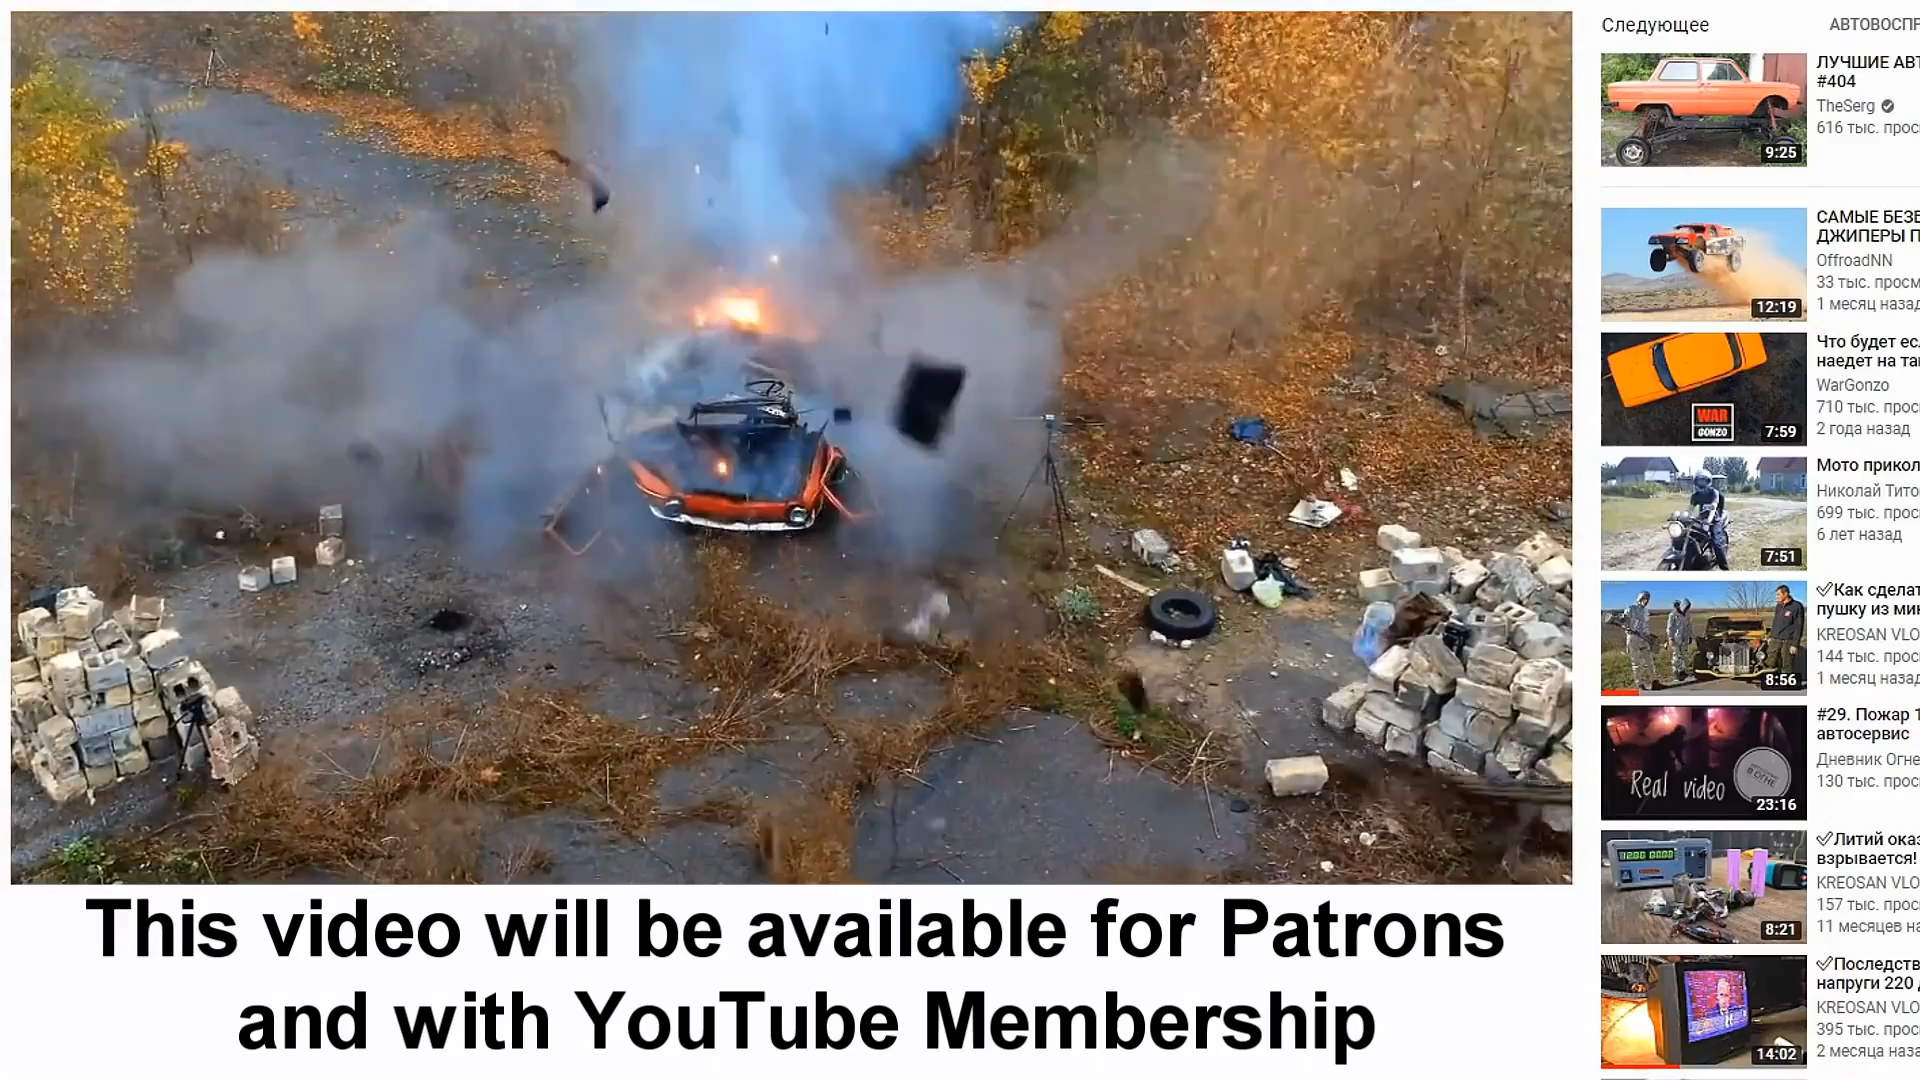 Следующее
АВТОВОСПР
ЛУЧШИЕ АВТ
#404
TheSerg
616 тыс. прос
9:25
САМЫЕ БЕЗЕ
ДЖИПЕРЫ П
OffroadNN
33 тыс. просм
1 месяц назад
12:19
Что будет есл
наедет на та
WarGonzo
710 тыс. прос
2 года назад
WAR
GONZO
7:59
Мото прикол
Николай Тито
699 тыс. прос
6 лет назад
7:51
Как сделат
пушку из ми
KREOSAN VLO
144 тыс. прос
1 месяц назад
8:56
#29. Пожар 1
автосервис
Дневник Огне
130 тыс. прос
Real video
В ОГНЕ
23:16
Литий оказ
взрывается!
KREOSAN VLO
157 тыс. прос
11 месяцев на
8:21
Последств
напруги 220
KREOSAN VLO
395 тыс. прос
2 месяца наза
14:02
This video will be available for Patrons
and with YouTube Membership